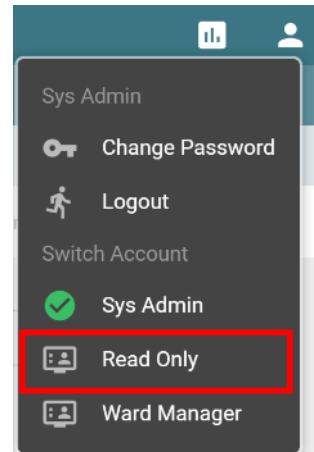 Sys Admin
Change Password
Logout
Switch Account
Sys Admin
Read Only
Ward Manager